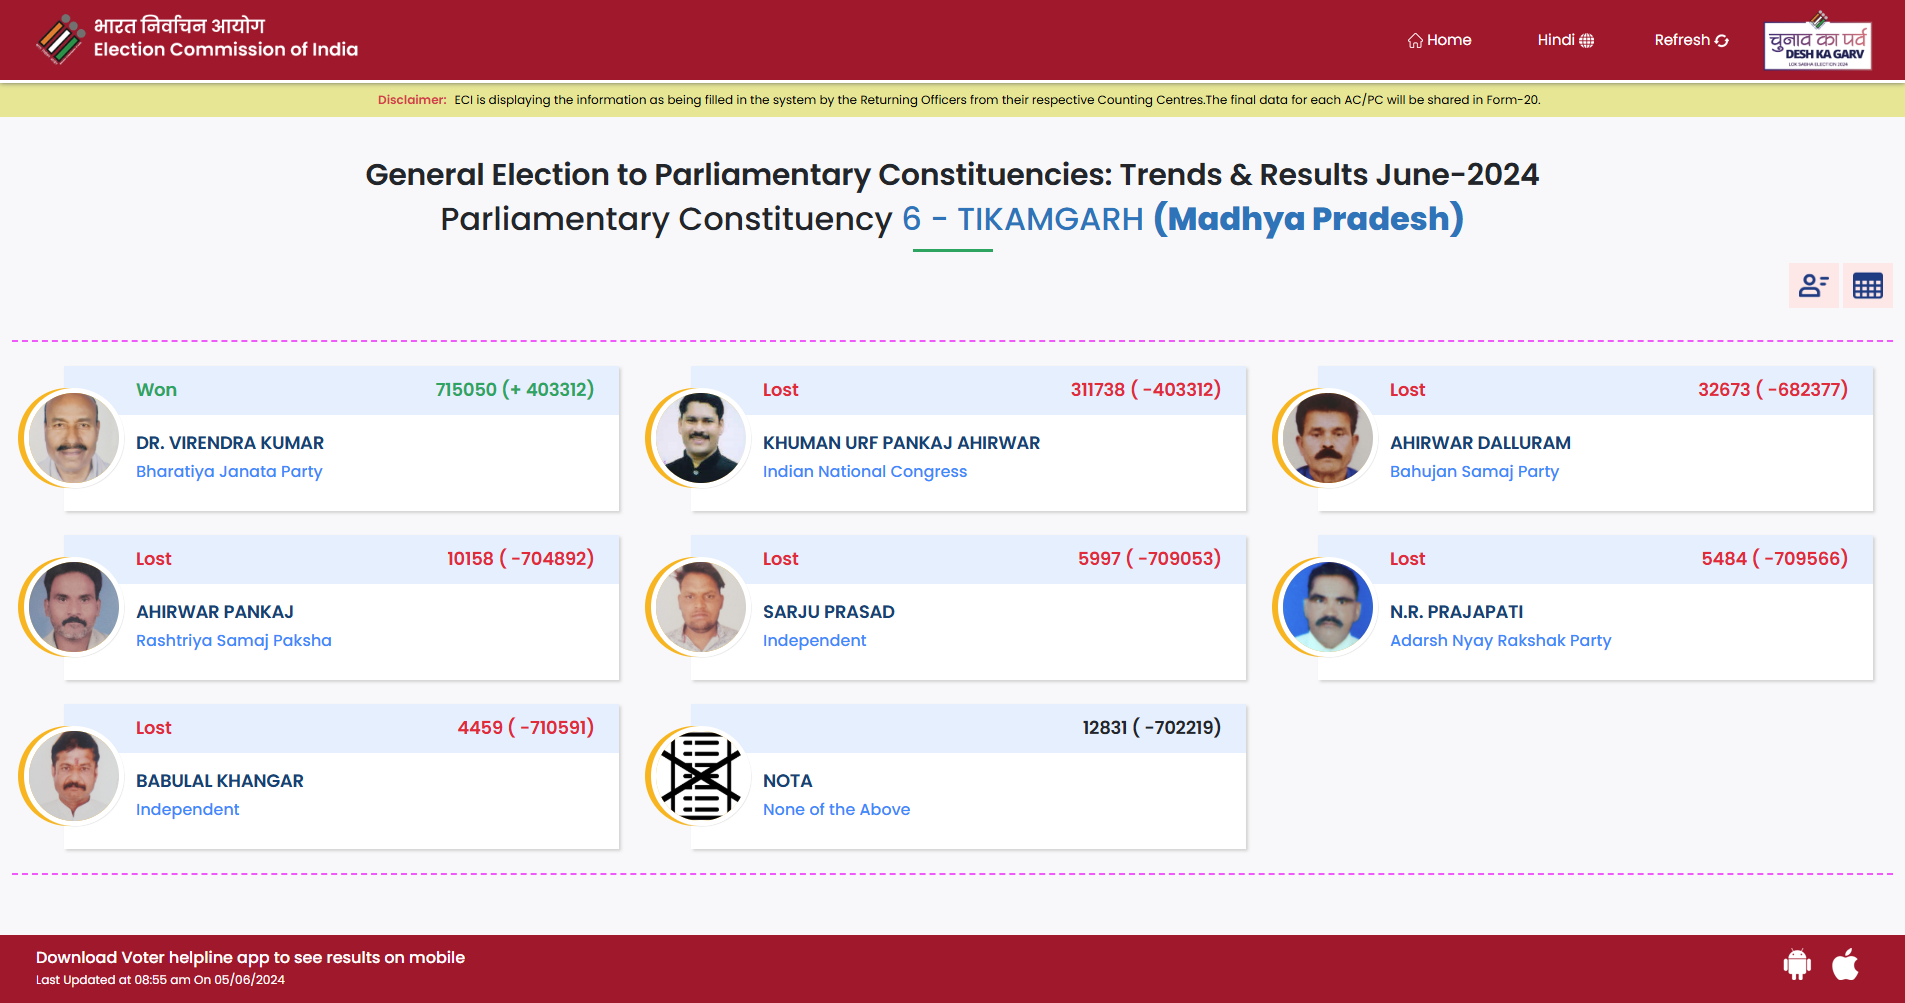 भारत निर्वाचन आयोग
Election Commission of India
Home
Hindi
Refresh
चुनाव का पर्व
DESH KA GARV
LOK SABHA ELECTION 2024
Disclaimer: ECI is displaying the information as being filled in the system by the Returning Officers from their respective Counting Centres.The final data for each AC/PC will be shared in Form-20.
General Election to Parliamentary Constituencies: Trends & Results June-2024
Parliamentary Constituency 6 - TIKAMGARH (Madhya Pradesh)
Won 715050 (+ 403312)
DR. VIRENDRA KUMAR
Bharatiya Janata Party
Lost 311738 ( -403312)
KHUMAN URF PANKAJ AHIRWAR
Indian National Congress
Lost 32673 ( -682377)
AHIRWAR DALLURAM
Bahujan Samaj Party
Lost 10158 ( -704892)
AHIRWAR PANKAJ
Rashtriya Samaj Paksha
Lost 5997 ( -709053)
SARJU PRASAD
Independent
Lost 5484 ( -709566)
N.R. PRAJAPATI
Adarsh Nyay Rakshak Party
Lost 4459 ( -710591)
BABULAL KHANGAR
Independent
12831 ( -702219)
NOTA
None of the Above
Download Voter helpline app to see results on mobile
Last Updated at 08:55 am On 05/06/2024